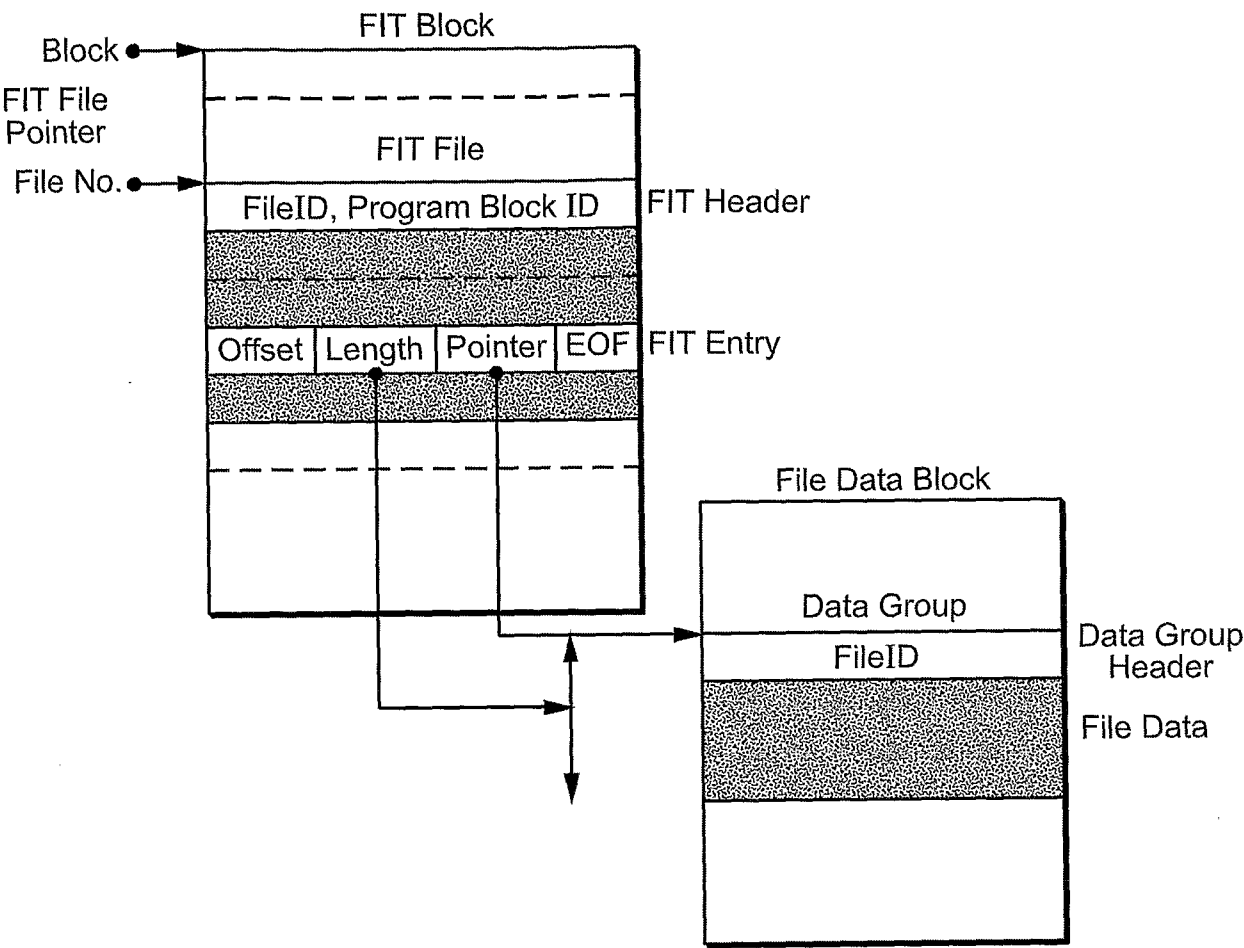 FIT Block
Block
FIT File
Pointer
FIT File
File No.
FileID, Program Block ID
FIT Header
Offset
Length
Pointer
EOF
FIT Entry
File Data Block
Data Group
Data Group
Header
FileID
File Data